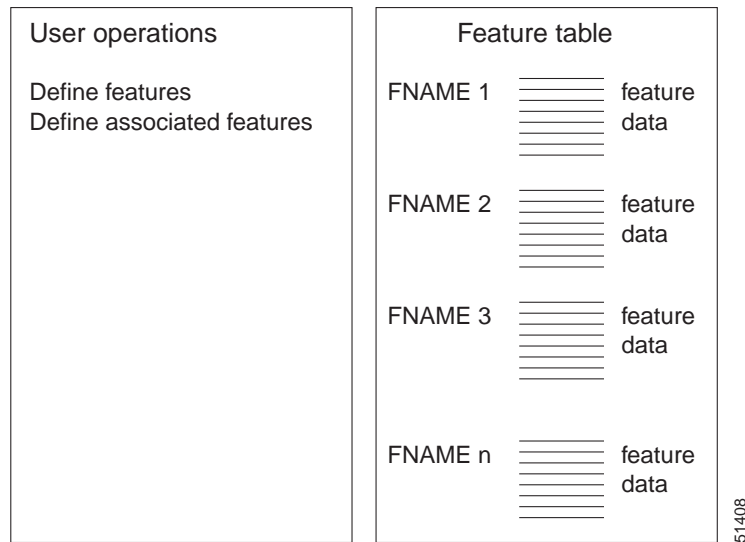 User operations
Define features
Define associated features
Feature table
FNAME 1 feature
data
FNAME 2 feature
data
FNAME 3 feature
data
FNAME n feature
data
51408